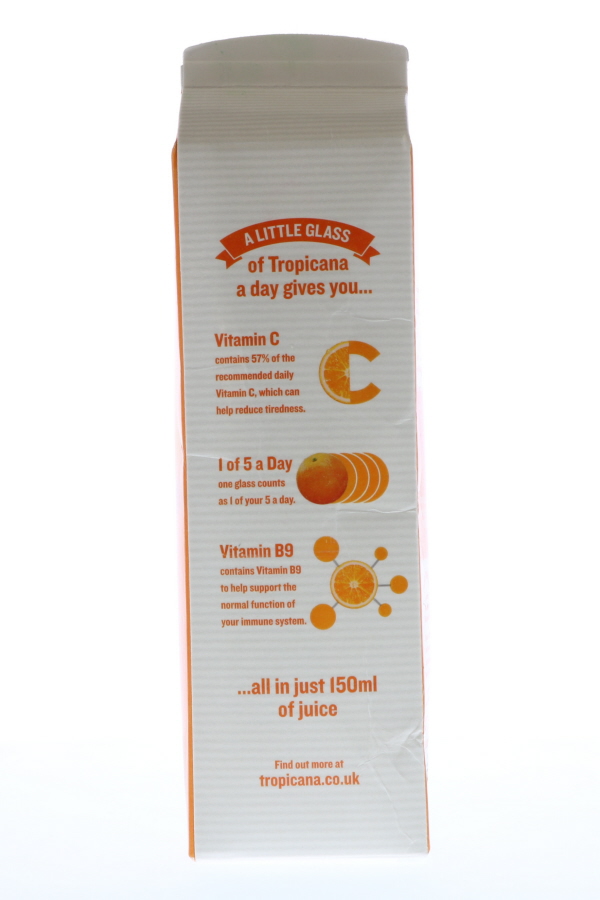 A LITTLE GLASS
of Tropicana
a day gives you...
Vitamin C
contains 57% of the
recommended daily
Vitamin C, which can
help reduce tiredness.
1 of 5 a Day
one glass counts
as 1 of your 5 a day.
Vitamin B9
contains Vitamin B9
to help support the
normal function of
your immune system.
...all in just 150ml
of juice
Find out more at
tropicana.co.uk